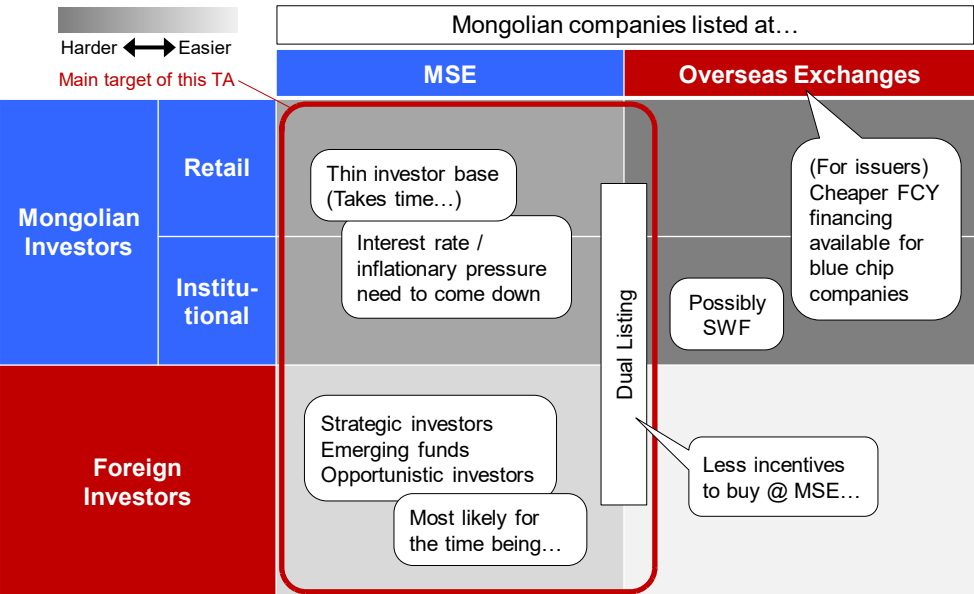 Mongolian companies listed at…
Harder Easier
Main target of this TA
MSE
Overseas Exchanges
Mongolian
Investors
Retail
Thin investor base
(Takes time…)
(For issuers)
Cheaper FCY
financing
available for
blue chip
companies
Institu-
tional
Interest rate /
inflationary pressure
need to come down
Possibly
SWF
Dual Listing
Foreign
Investors
Strategic investors
Emerging funds
Opportunistic investors
Most likely for
the time being…
Less incentives
to buy @ MSE…